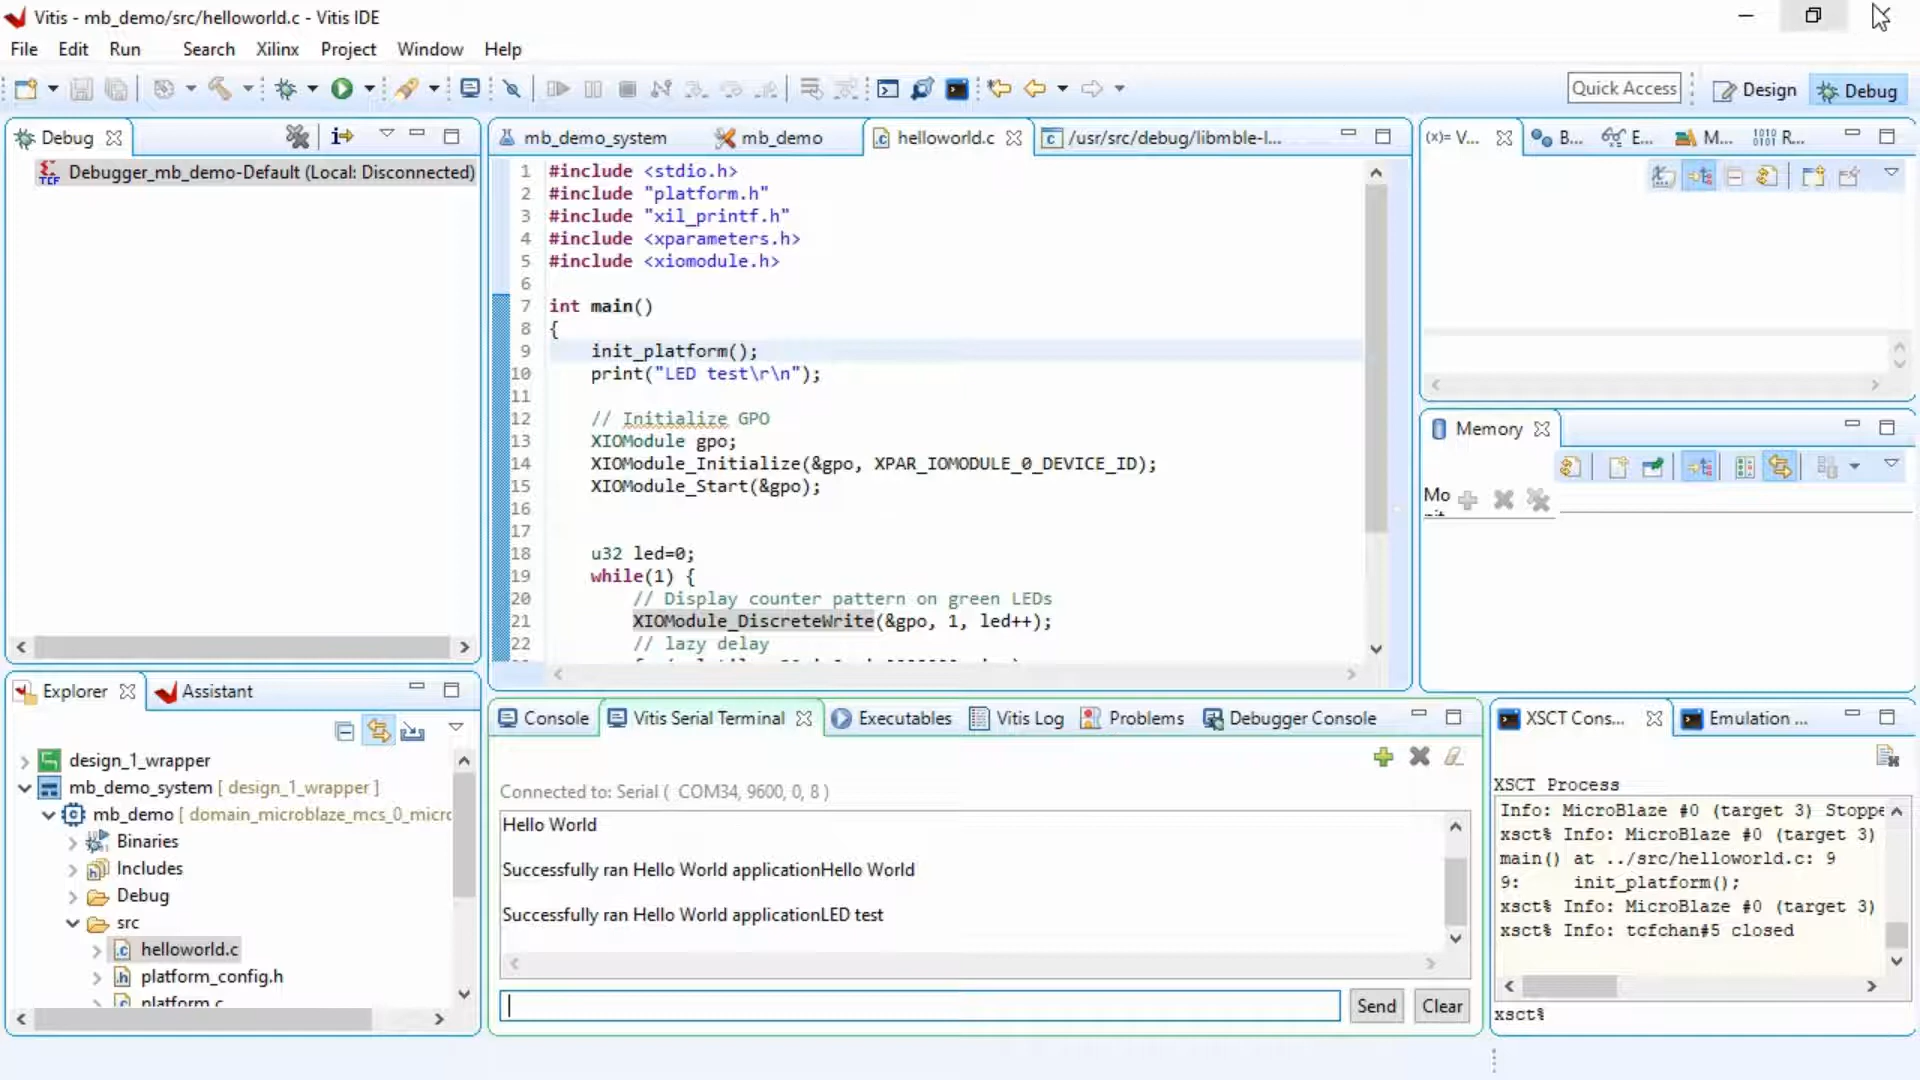 Vitis - mb_demo/src/helloworld.c - Vitis IDE
File Edit Run Search Xilinx Project Window Help
Quick Access Design Debug
Debug
Debugger_mb_demo-Default (Local: Disconnected)
mb_demo_system mb_demo helloworld.c /usr/src/debug/libmble-l...
1 #include <stdio.h>
2 #include "platform.h"
3 #include "xil_printf.h"
4 #include <xparameters.h>
5 #include <xiomodule.h>
6
7 int main()
8 {
9 init_platform();
10 print("LED test\r\n");
11
12 // Initialize GPO
13 XIOModule gpo;
14 XIOModule_Initialize(&gpo, XPAR_IOMODULE_0_DEVICE_ID);
15 XIOModule_Start(&gpo);
16
17
18 u32 led=0;
19 while(1) {
20 // Display counter pattern on green LEDs
21 XIOModule_DiscreteWrite(&gpo, 1, led++);
22 // lazy delay
(x)= V... B... E... M... R...
Memory
Mo
Explorer Assistant
design_1_wrapper
mb_demo_system [ design_1_wrapper ]
mb_demo [ domain_microblaze_mcs_0_micro
Binaries
Includes
Debug
src
helloworld.c
platform_config.h
platform.c
Console Vitis Serial Terminal Executables Vitis Log Problems Debugger Console
Connected to: Serial ( COM34, 9600, 0, 8 )
Hello World
Successfully ran Hello World applicationHello World
Successfully ran Hello World applicationLED test
Send Clear
XSCT Cons... Emulation ...
XSCT Process
Info: MicroBlaze #0 (target 3) Stoppe
xsct% Info: MicroBlaze #0 (target 3)
main() at ../src/helloworld.c: 9
9: init_platform();
xsct% Info: MicroBlaze #0 (target 3)
xsct% Info: tcfchan#5 closed
xsct%